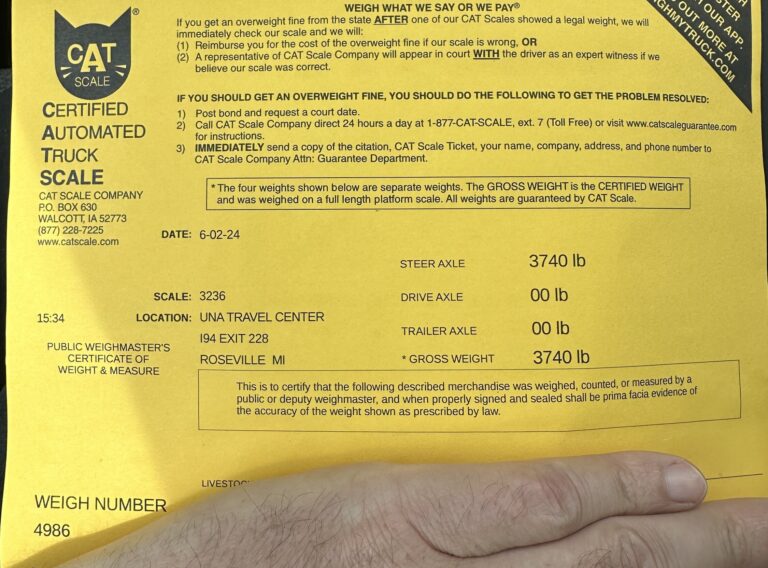 WEIGH WHAT WE SAY OR WE PAY®
If you get an overweight fine from the state AFTER one of our CAT Scales showed a legal weight, we will
immediately check our scale and we will:
(1) Reimburse you for the cost of the overweight fine if our scale is wrong, OR
(2) A representative of CAT Scale Company will appear in court WITH the driver as an expert witness if we
believe our scale was correct.
OUR APP
OUT MORE AT
WEIGHMYTRUCK.COM
®
CAT
SCALE
CERTIFIED
AUTOMATED
TRUCK
SCALE
CAT SCALE COMPANY
P.O. BOX 630
WALCOTT, IA 52773
(877) 228-7225
www.catscale.com
IF YOU SHOULD GET AN OVERWEIGHT FINE, YOU SHOULD DO THE FOLLOWING TO GET THE PROBLEM RESOLVED:
1) Post bond and request a court date.
2) Call CAT Scale Company direct 24 hours a day at 1-877-CAT-SCALE, ext. 7 (Toll Free) or visit www.catscaleguarantee.com
for instructions.
3) IMMEDIATELY send a copy of the citation, CAT Scale Ticket, your name, company, address, and phone number to
CAT Scale Company Attn: Guarantee Department.
* The four weights shown below are separate weights. The GROSS WEIGHT is the CERTIFIED WEIGHT
and was weighed on a full length platform scale. All weights are guaranteed by CAT Scale.
DATE: 6-02-24
STEER AXLE 3740 lb
SCALE: 3236 DRIVE AXLE 00 lb
15:34 LOCATION: UNA TRAVEL CENTER
I94 EXIT 228 TRAILER AXLE 00 lb
ROSEVILLE MI * GROSS WEIGHT 3740 lb
PUBLIC WEIGHMASTER'S
CERTIFICATE OF
WEIGHT & MEASURE
This is to certify that the following described merchandise was weighed, counted, or measured by a
public or deputy weighmaster, and when properly signed and sealed shall be prima facia evidence of
the accuracy of the weight shown as prescribed by law.
WEIGH NUMBER
4986